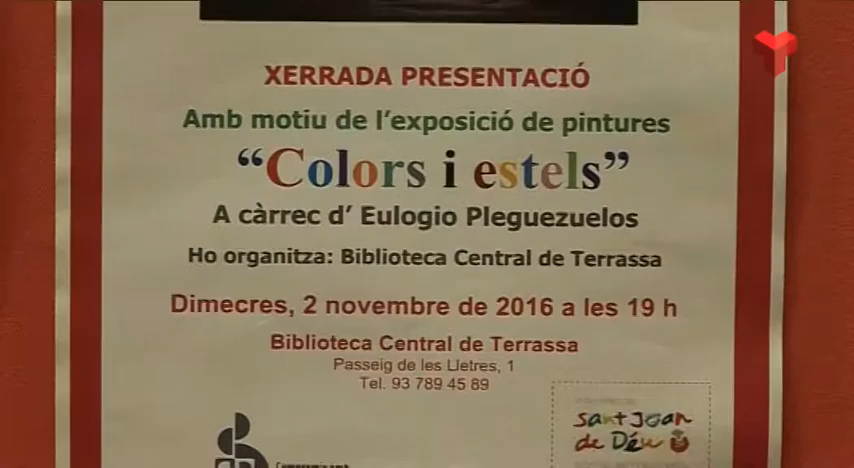 XERRADA PRESENTACIÓ
Amb motiu de l'exposició de pintures
“Colors i estels”
A càrrec d' Eulogio Pleguezuelos
Ho organitza: Biblioteca Central de Terrassa
Dimecres, 2 novembre de 2016 a les 19 h
Biblioteca Central de Terrassa
Passeig de les Lletres, 1
Tel. 93 789 45 89
sant Joan
de Déu